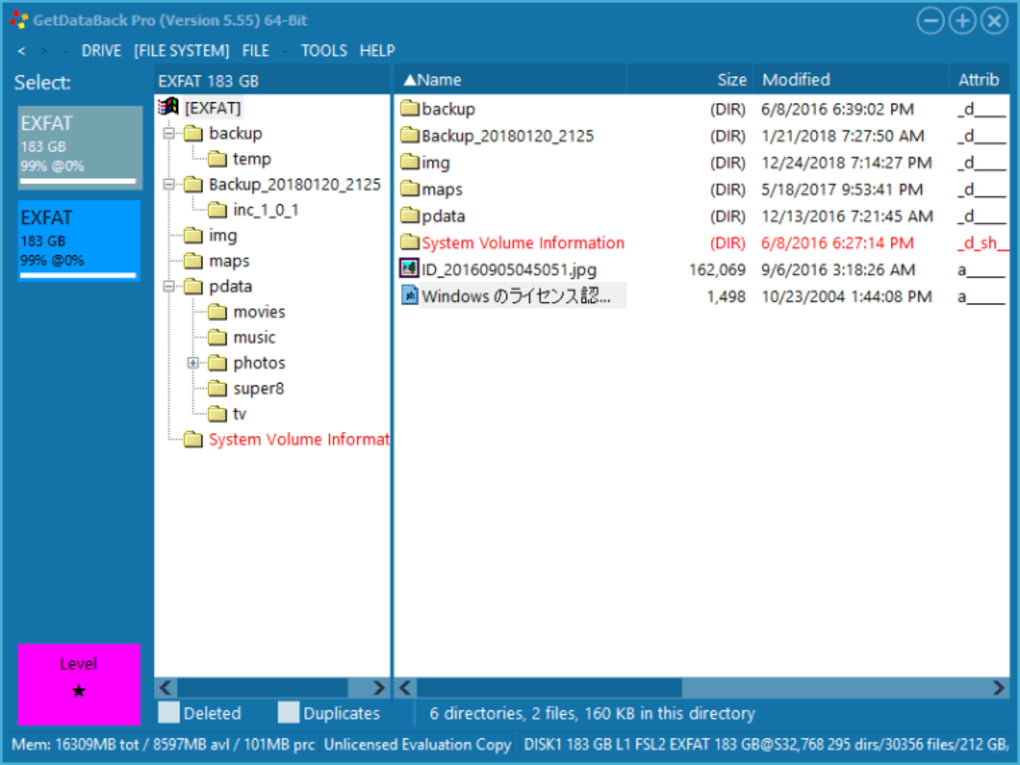 GetDataBack Pro (Version 5.55) 64-Bit
< > - DRIVE [FILE SYSTEM] FILE - TOOLS HELP
Select:
EXFAT
183 GB
99% @0%
EXFAT
183 GB
99% @0%
Level
★
EXFAT 183 GB
[EXFAT]
backup
temp
Backup_20180120_2125
inc_1_0_1
img
maps
pdata
movies
music
photos
super8
tv
System Volume Informat
▲Name Size Modified Attrib
backup (DIR) 6/8/2016 6:39:02 PM _d____
Backup_20180120_2125 (DIR) 1/21/2018 7:27:50 AM _d____
img (DIR) 12/24/2018 7:14:27 PM _d____
maps (DIR) 5/18/2017 9:53:41 PM _d____
pdata (DIR) 12/13/2016 7:21:45 AM _d____
System Volume Information (DIR) 6/8/2016 6:27:14 PM _d_sh__
ID_20160905045051.jpg 162,069 9/6/2016 3:18:26 AM a_____
Windows のライセンス認... 1,498 10/23/2004 1:44:08 PM a_____
Deleted Duplicates 6 directories, 2 files, 160 KB in this directory
Mem: 16309MB tot / 8597MB avl / 101MB prc Unlicensed Evaluation Copy DISK1 183 GB L1 FSL2 EXFAT 183 GB@S32,768 295 dirs/30356 files/212 GB,